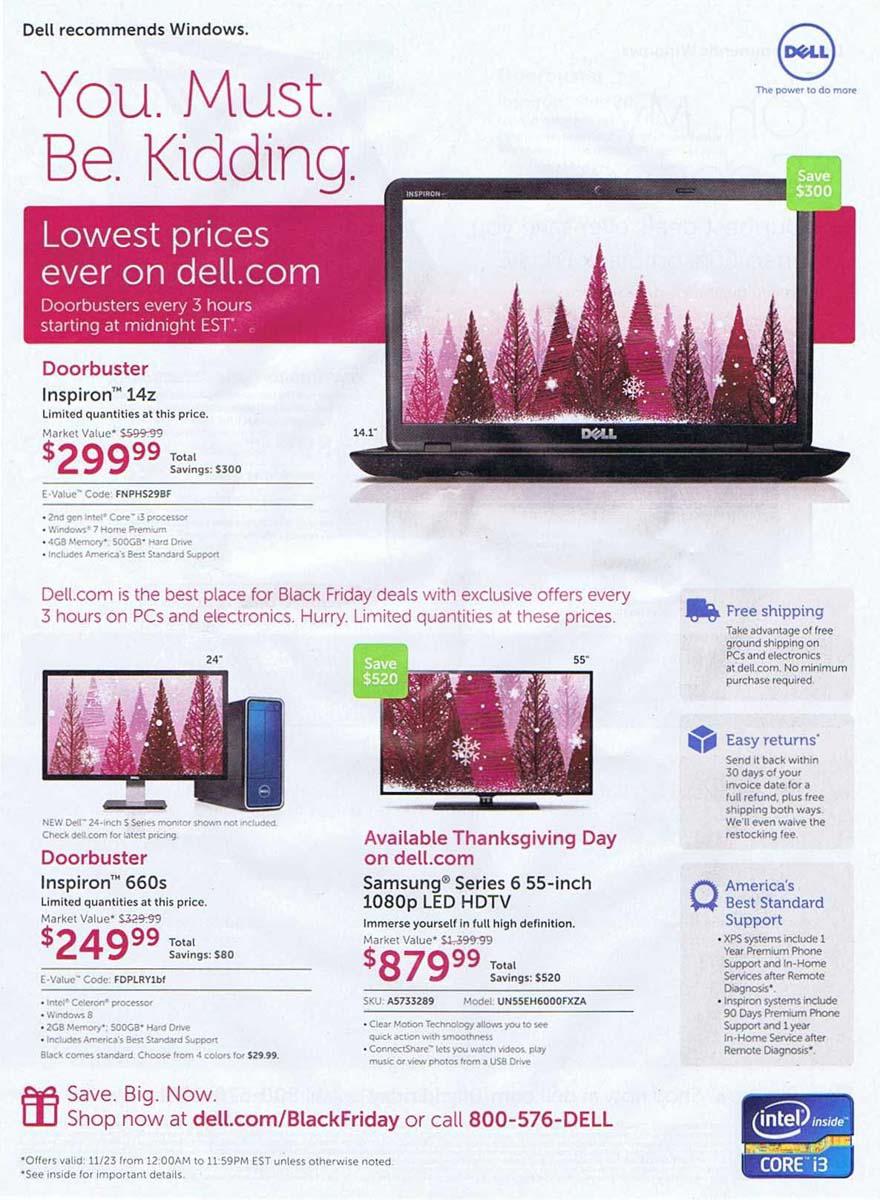 Dell recommends Windows.
DELL
The power to do more
You. Must.
Be. Kidding.
Save
$300
INSPIRON
Lowest prices
ever on dell.com
Doorbusters every 3 hours
starting at midnight EST*.
DELL
14.1"
Doorbuster
Inspiron™ 14z
Limited quantities at this price.
Market Value* $599.99
$299.99 Total
Savings: $300
E-Value™ Code: FNPHS29BF
• 2nd gen Intel® Core™ i3 processor
• Windows® 7 Home Premium
• 4GB Memory*; 500GB* Hard Drive
• Includes America's Best Standard Support
Dell.com is the best place for Black Friday deals with exclusive offers every
3 hours on PCs and electronics. Hurry. Limited quantities at these prices.
24"
NEW Dell™ 24-inch S Series monitor shown not included.
Check dell.com for latest pricing.
Doorbuster
Inspiron™ 660s
Limited quantities at this price.
Market Value* $329.99
$249.99 Total
Savings: $80
E-Value™ Code: FDPLRY1bf
• Intel® Celeron® processor
• Windows 8
• 2GB Memory*; 500GB* Hard Drive
• Includes America's Best Standard Support
Black comes standard. Choose from 4 colors for $29.99.
Save
$520
55"
Available Thanksgiving Day
on dell.com
Samsung® Series 6 55-inch
1080p LED HDTV
Immerse yourself in full high definition.
Market Value* $1,399.99
$879.99 Total
Savings: $520
SKU: A5733289 Model: UN55EH6000FXZA
• Clear Motion Technology allows you to see
quick action with smoothness
• ConnectShare™ lets you watch videos, play
music or view photos from a USB Drive
Free shipping
Take advantage of free
ground shipping on
PCs and electronics
at dell.com. No minimum
purchase required.
Easy returns*
Send it back within
30 days of your
invoice date for a
full refund, plus free
shipping both ways.
We'll even waive the
restocking fee.
America's
Best Standard
Support
• XPS systems include 1
Year Premium Phone
Support and In-Home
Services after Remote
Diagnosis*.
• Inspiron systems include
90 Days Premium Phone
Support and 1 year
In-Home Service after
Remote Diagnosis*.
Save. Big. Now.
Shop now at dell.com/BlackFriday or call 800-576-DELL
intel inside™
CORE™ i3
*Offers valid: 11/23 from 12:00AM to 11:59PM EST unless otherwise noted.
*See inside for important details.